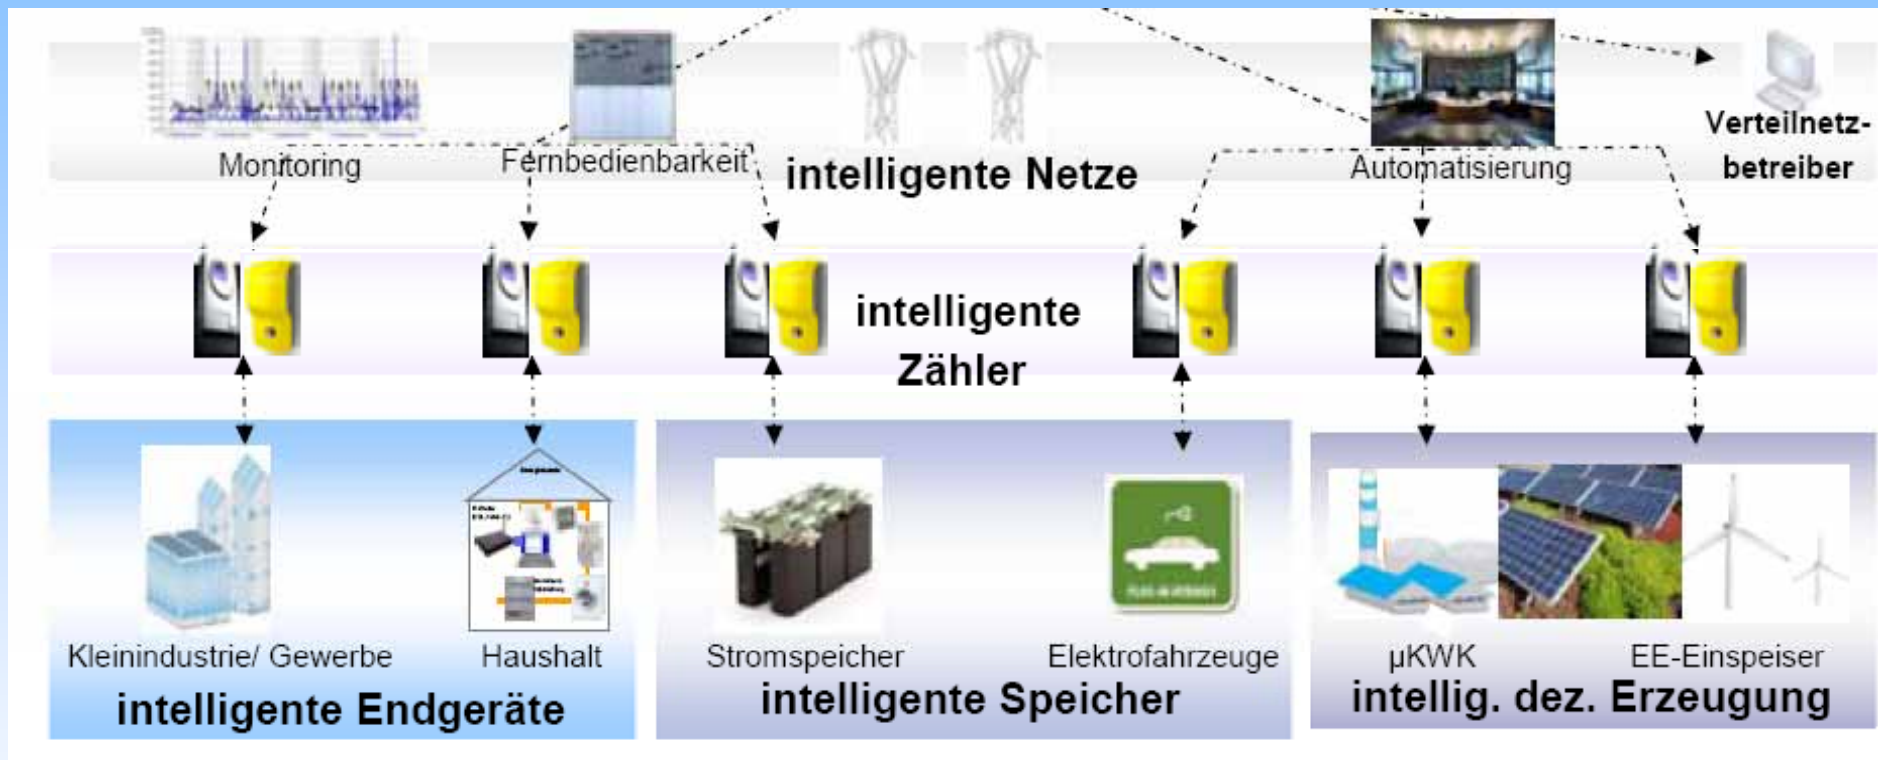 Monitoring
Fernbedienbarkeit
intelligente Netze
Automatisierung
Verteilnetz-
betreiber
intelligente
Zähler
Kleinindustrie/ Gewerbe
Haushalt
intelligente Endgeräte
Stromspeicher
Elektrofahrzeuge
intelligente Speicher
µKWK
EE-Einspeiser
intellig. dez. Erzeugung